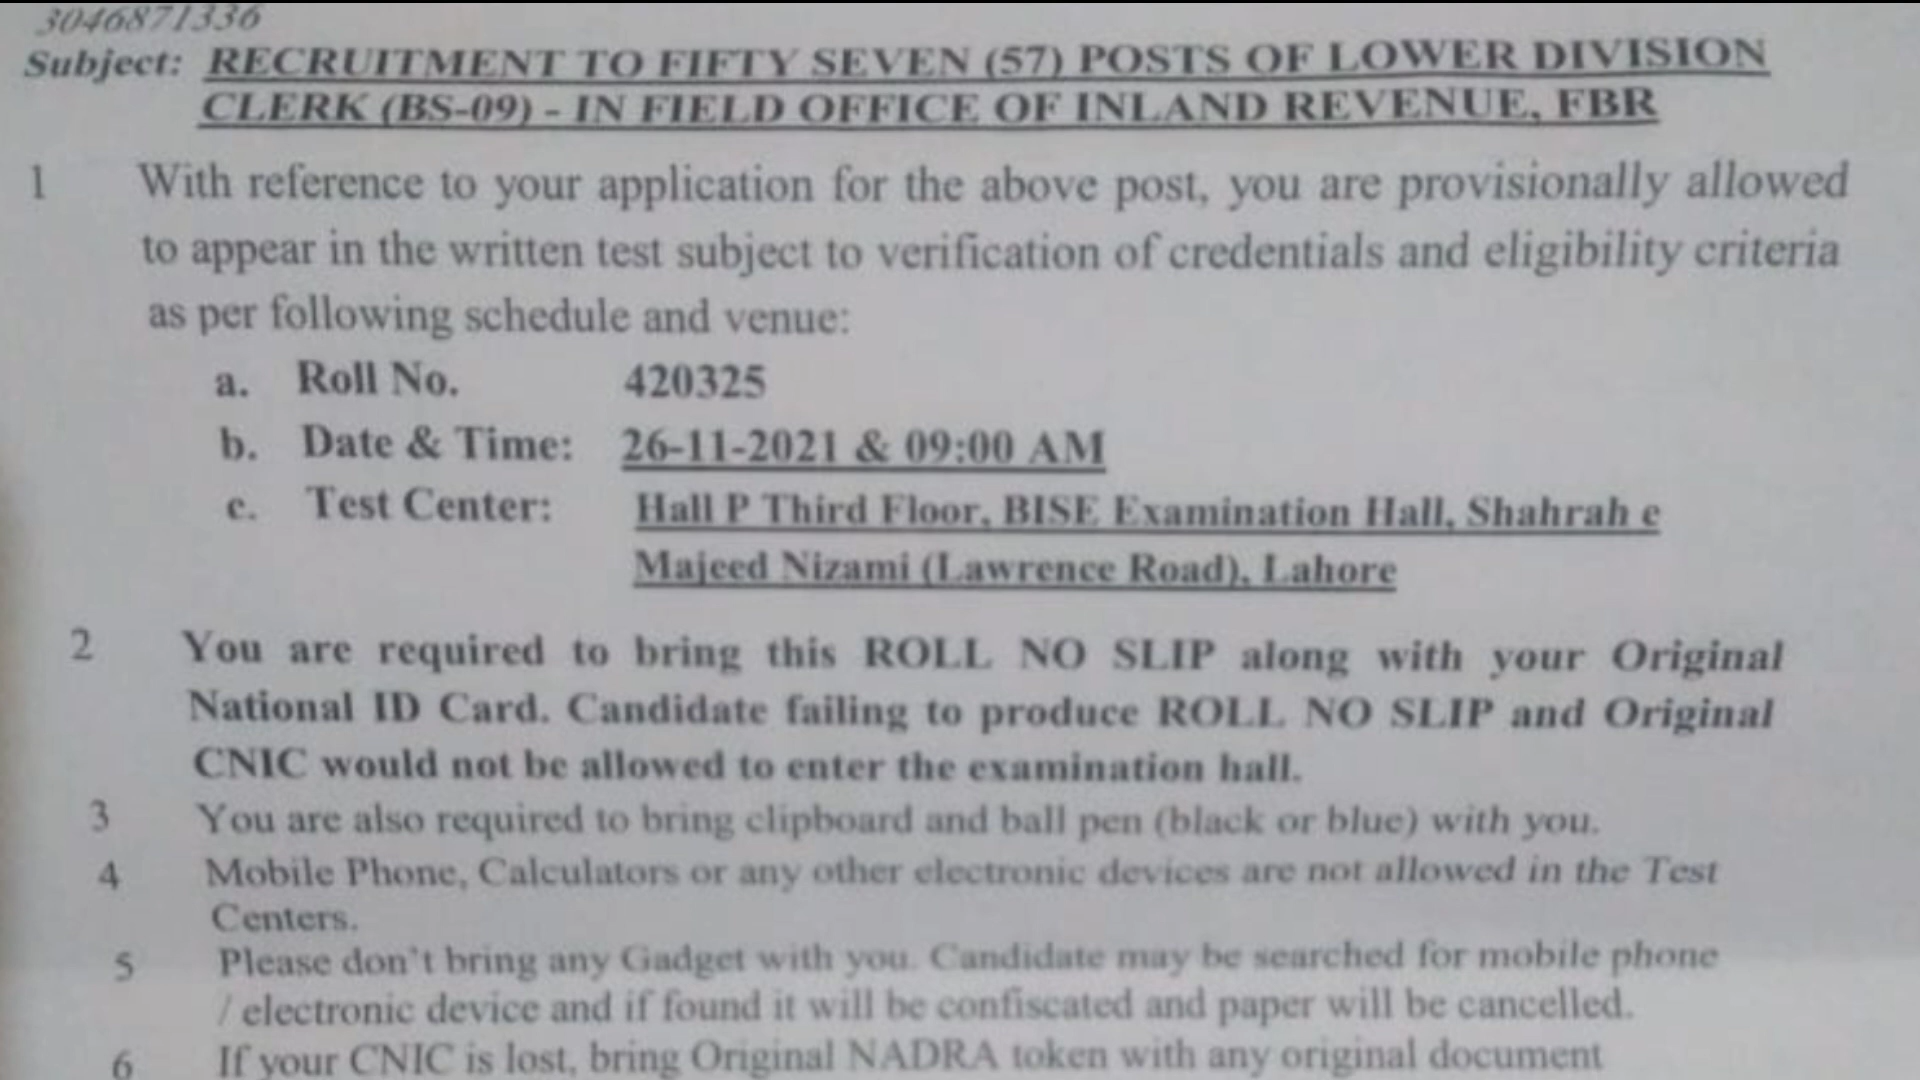 3046871336
Subject: RECRUITMENT TO FIFTY SEVEN (57) POSTS OF LOWER DIVISION
CLERK (BS-09) - IN FIELD OFFICE OF INLAND REVENUE, FBR
1 With reference to your application for the above post, you are provisionally allowed
to appear in the written test subject to verification of credentials and eligibility criteria
as per following schedule and venue:
a. Roll No. 420325
b. Date & Time: 26-11-2021 & 09:00 AM
c. Test Center: Hall P Third Floor, BISE Examination Hall, Shahrah e
Majeed Nizami (Lawrence Road), Lahore
2 You are required to bring this ROLL NO SLIP along with your Original
National ID Card. Candidate failing to produce ROLL NO SLIP and Original
CNIC would not be allowed to enter the examination hall.
3 You are also required to bring clipboard and ball pen (black or blue) with you.
4 Mobile Phone, Calculators or any other electronic devices are not allowed in the Test
Centers.
5 Please don't bring any Gadget with you. Candidate may be searched for mobile phone
/ electronic device and if found it will be confiscated and paper will be cancelled.
6 If your CNIC is lost, bring Original NADRA token with any original document